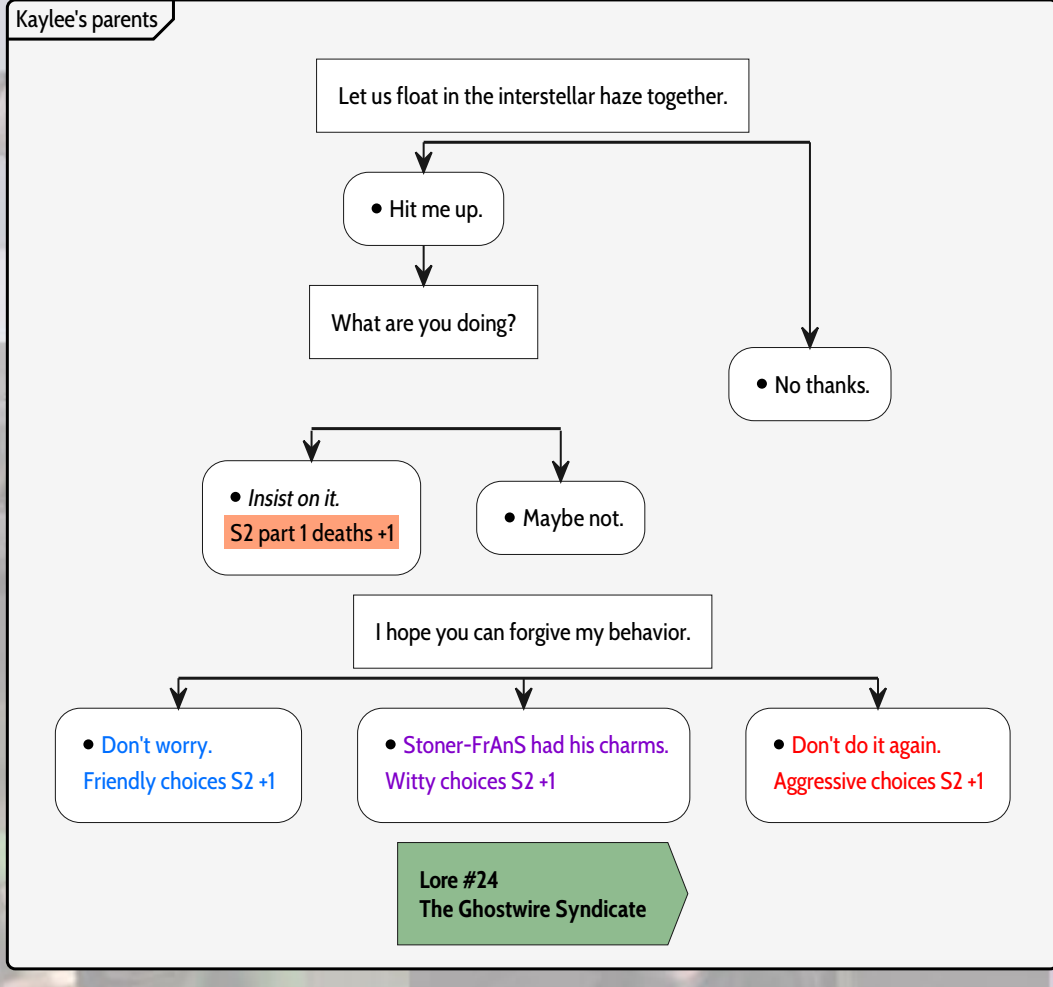 Kaylee's parents
Let us float in the interstellar haze together.
• Hit me up.
What are you doing?
• No thanks.
• Insist on it.
S2 part 1 deaths +1
• Maybe not.
I hope you can forgive my behavior.
• Don't worry.
Friendly choices S2 +1
• Stoner-FrAnS had his charms.
Witty choices S2 +1
• Don't do it again.
Aggressive choices S2 +1
Lore #24
The Ghostwire Syndicate